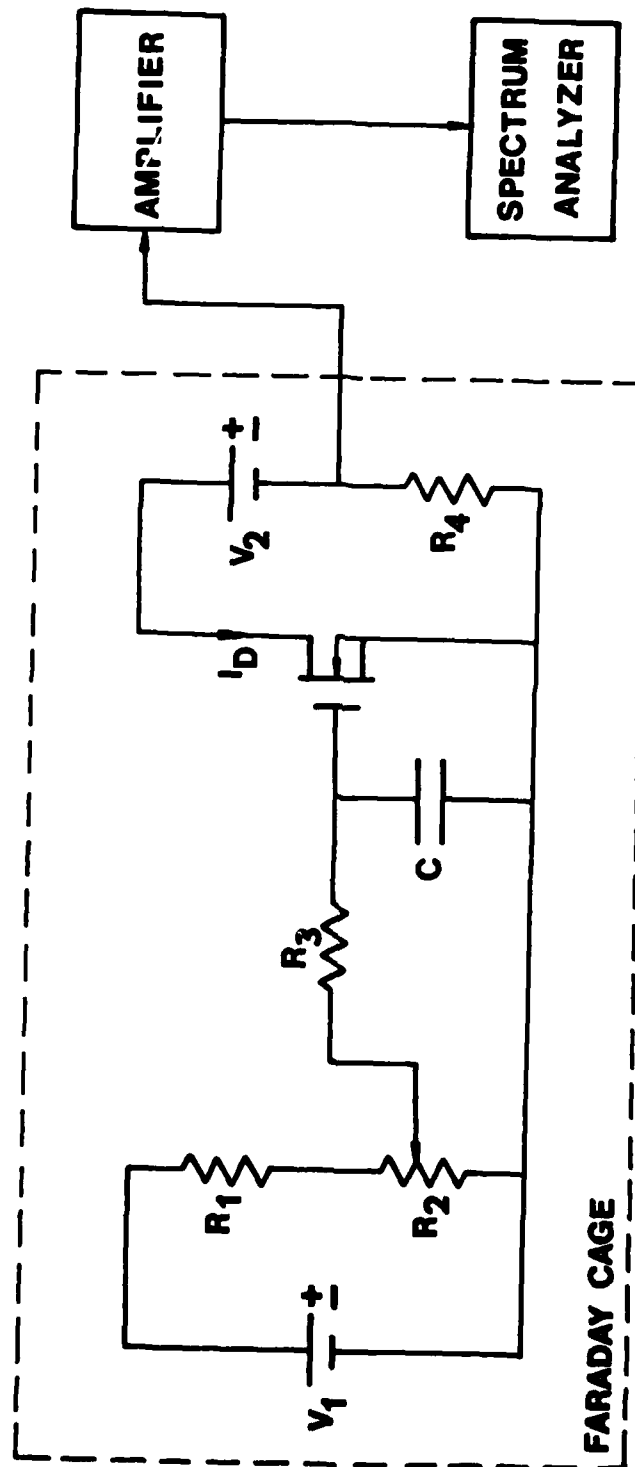 FARADAY CAGE
V1
+
−
R1
R2
R3
C
ID
V2
+
−
R4
AMPLIFIER
SPECTRUM
ANALYZER